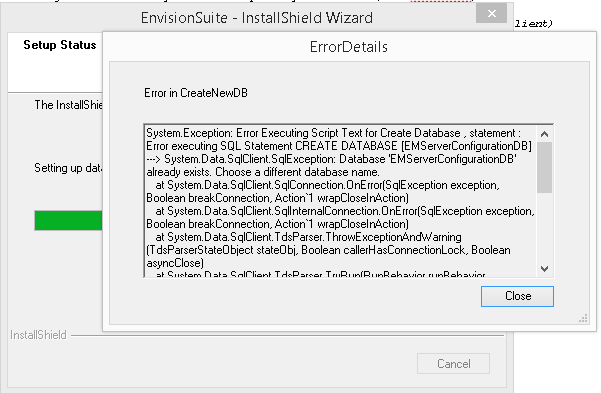 EnvisionSuite - InstallShield Wizard
lient)
Setup Status
ErrorDetails
The InstallShie
Error in CreateNewDB
System.Exception: Error Executing Script Text for Create Database , statement :
Error executing SQL Statement CREATE DATABASE [EMServerConfigurationDB]
---> System.Data.SqlClient.SqlException: Database 'EMServerConfigurationDB'
already exists. Choose a different database name.
Setting up data
at System.Data.SqlClient.SqlConnection.OnError(SqlException exception,
Boolean breakConnection, Action`1 wrapCloseInAction)
at System.Data.SqlClient.SqlInternalConnection.OnError(SqlException exception,
Boolean breakConnection, Action`1 wrapCloseInAction)
at System.Data.SqlClient.TdsParser.ThrowExceptionAndWarning
(TdsParserStateObject stateObj, Boolean callerHasConnectionLock, Boolean
asyncClose)
at System.Data.SqlClient.TdsParser.TryRun(RunBehavior runBehavior,
Close
InstallShield
Cancel